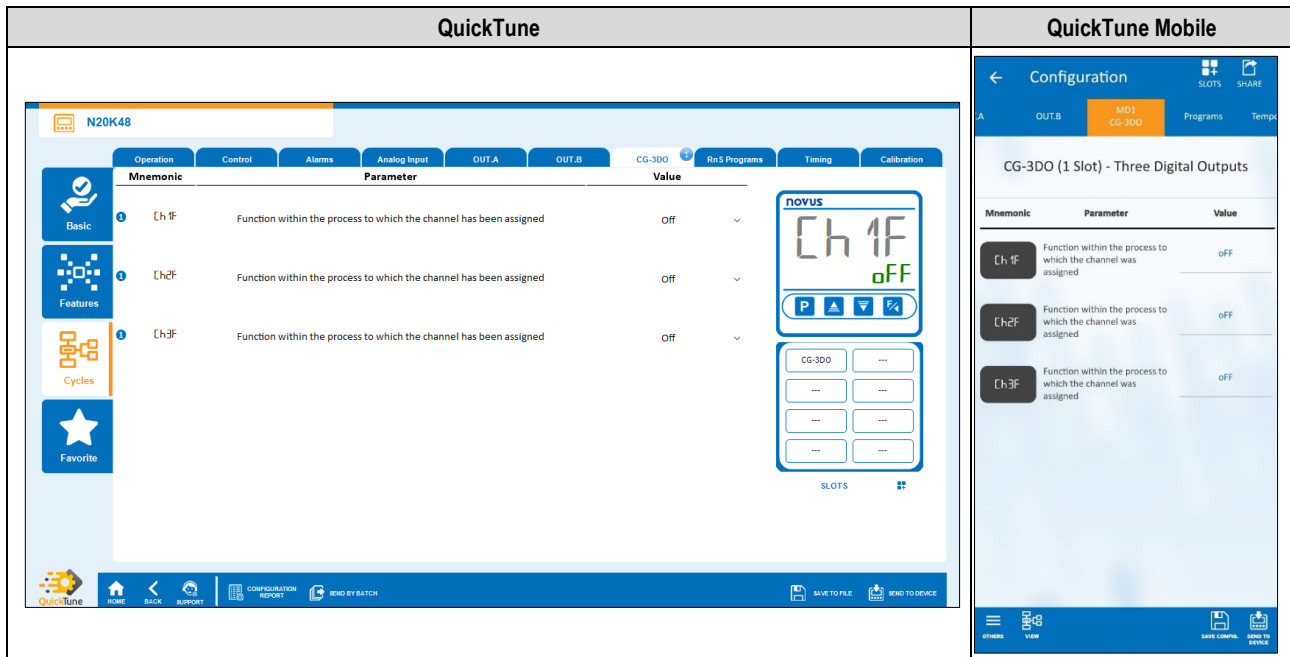 QuickTune
QuickTune Mobile
N20K48
Operation
Control
Alarms
Analog Input
OUT.A
OUT.B
CG-3DO
1
RnS Programs
Timing
Calibration
Mnemonic
Parameter
Value
Basic
Features
Cycles
Favorite
1 Ch1F Function within the process to which the channel has been assigned Off
1 Ch2F Function within the process to which the channel has been assigned Off
1 Ch3F Function within the process to which the channel has been assigned Off
novus
Ch1F
oFF
P
F/
CG-3DO ---
--- ---
--- ---
--- ---
SLOTS
QuickTune
HOME
BACK
SUPPORT
CONFIGURATION
REPORT
SEND BY BATCH
SAVE TO FILE
SEND TO DEVICE
Configuration
SLOTS
SHARE
.A
OUT.B
MD1
CG-3DO
Programs
Tempo
CG-3DO (1 Slot) - Three Digital Outputs
Mnemonic
Parameter
Value
Ch1F
Function within the process to
which the channel was
assigned
oFF
Ch2F
Function within the process to
which the channel was
assigned
oFF
Ch3F
Function within the process to
which the channel was
assigned
oFF
OTHERS
VIEW
SAVE CONFIG.
SEND TO
DEVICE